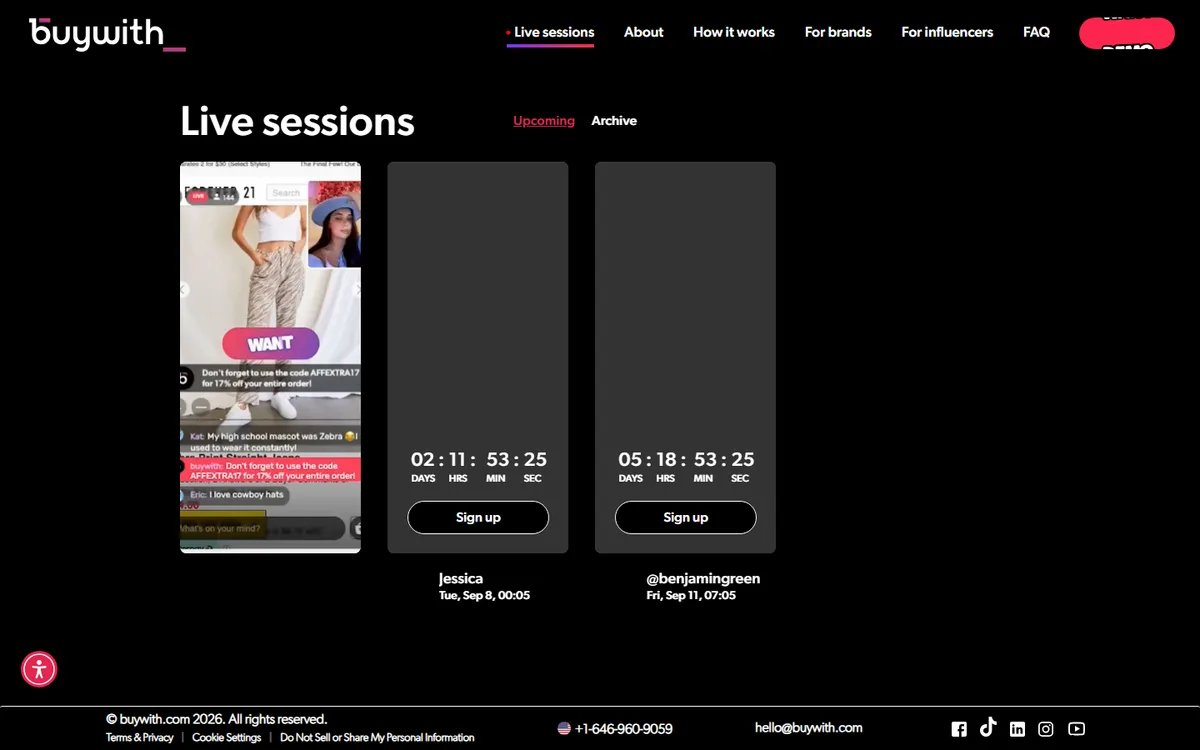 buywith_
Live sessions
About
How it works
For brands
For influencers
FAQ
DEMO
Live sessions
Upcoming
Archive
FOREVER 21
Search
LIVE
144
WANT
Don't forget to use the code AFFEXTRA17
for 17% off your entire order!
Kat: My high school mascot was Zebra 😂I
used to wear it constantly!
buywith: Don't forget to use the code
AFFEXTRA17 for 17% off your entire order!
Eric: I love cowboy hats
What's on your mind?
02 : 11 : 53 : 25
DAYS HRS MIN SEC
Sign up
Jessica
Tue, Sep 8, 00:05
05 : 18 : 53 : 25
DAYS HRS MIN SEC
Sign up
@benjamingreen
Fri, Sep 11, 07:05
© buywith.com 2026. All rights reserved.
Terms & Privacy | Cookie Settings | Do Not Sell or Share My Personal Information
+1-646-960-9059
hello@buywith.com